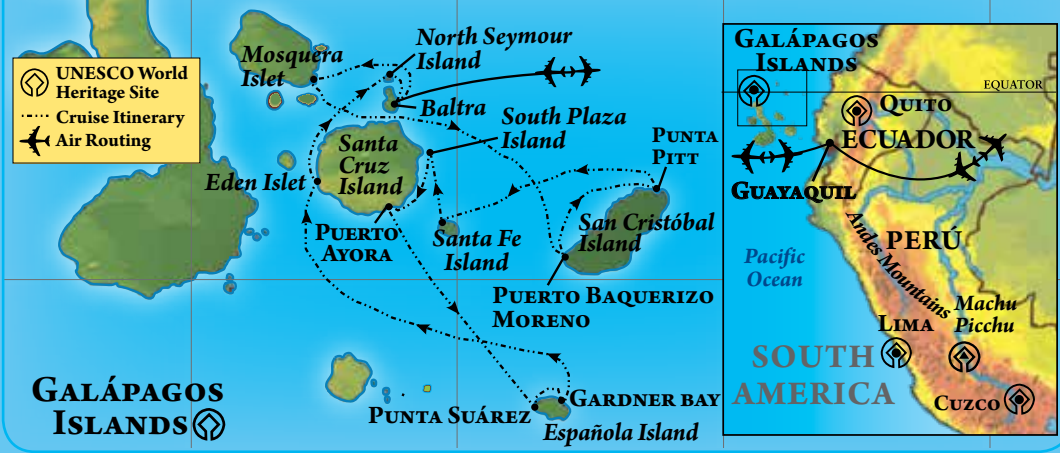 UNESCO World
Heritage Site
Cruise Itinerary
Air Routing
Mosquera
Islet
North Seymour
Island
Baltra
South Plaza
Island
Santa
Cruz
Island
Eden Islet
PUERTO
AYORA
Santa Fe
Island
PUNTA
PITT
San Cristóbal
Island
PUERTO BAQUERIZO
MORENO
GARDNER BAY
PUNTA SUÁREZ
Española Island
GALÁPAGOS
ISLANDS
GALÁPAGOS
ISLANDS
EQUATOR
QUITO
ECUADOR
GUAYAQUIL
PERÚ
Andes Mountains
Pacific
Ocean
Machu
Picchu
LIMA
SOUTH
AMERICA
CUZCO